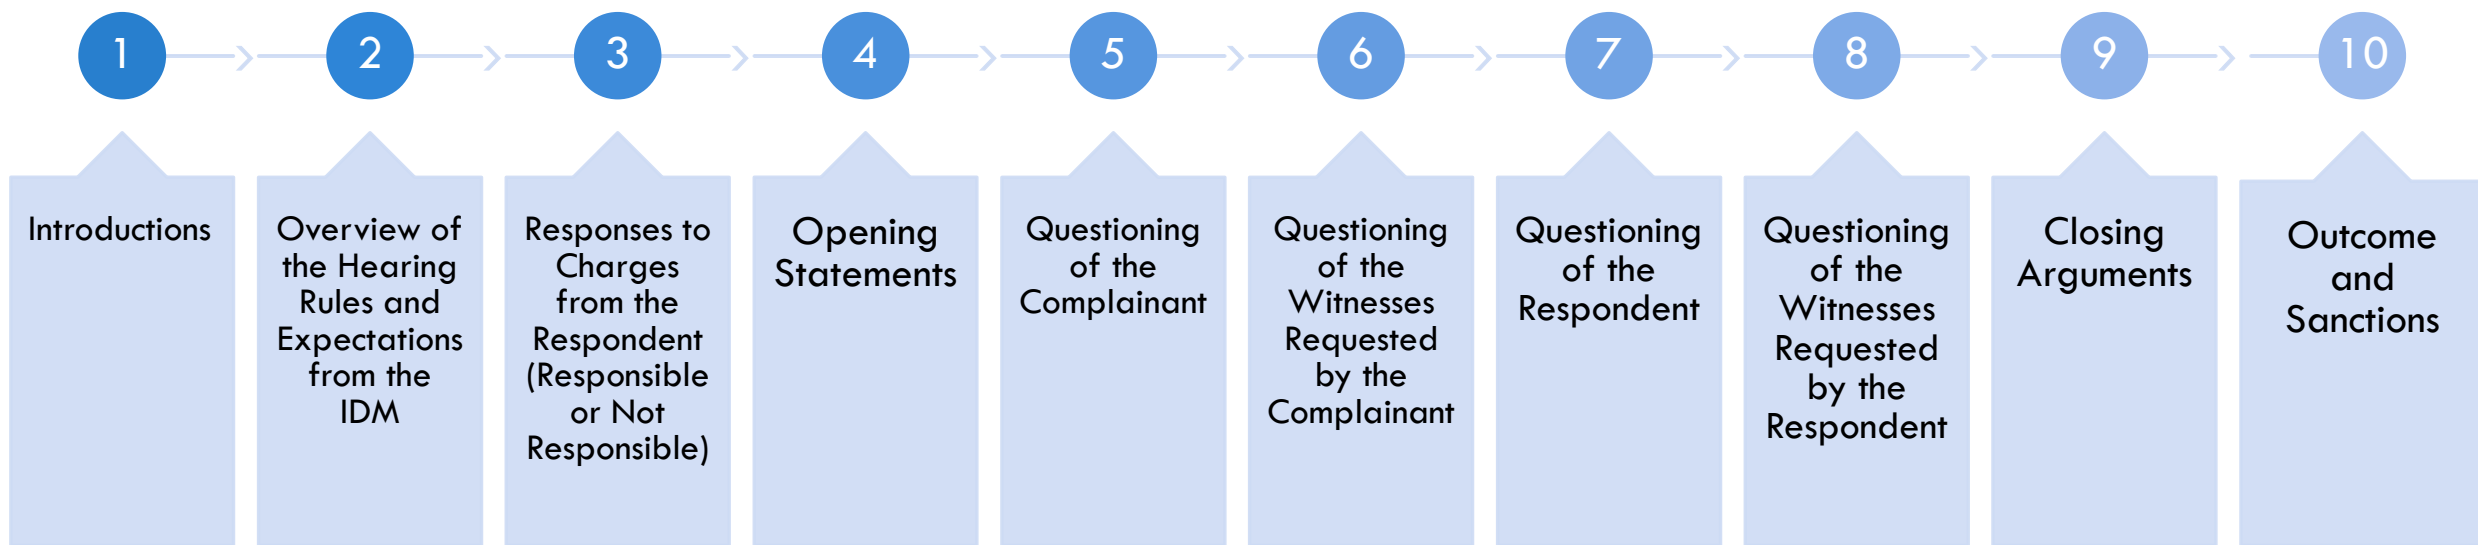 1
2
3
4
5
6
7
8
9
10
Introductions
Overview of
the Hearing
Rules and
Expectations
from the
IDM
Responses to
Charges
from the
Respondent
(Responsible
or Not
Responsible)
Opening
Statements
Questioning
of the
Complainant
Questioning
of the
Witnesses
Requested
by the
Complainant
Questioning
of the
Respondent
Questioning
of the
Witnesses
Requested
by the
Respondent
Closing
Arguments
Outcome
and
Sanctions